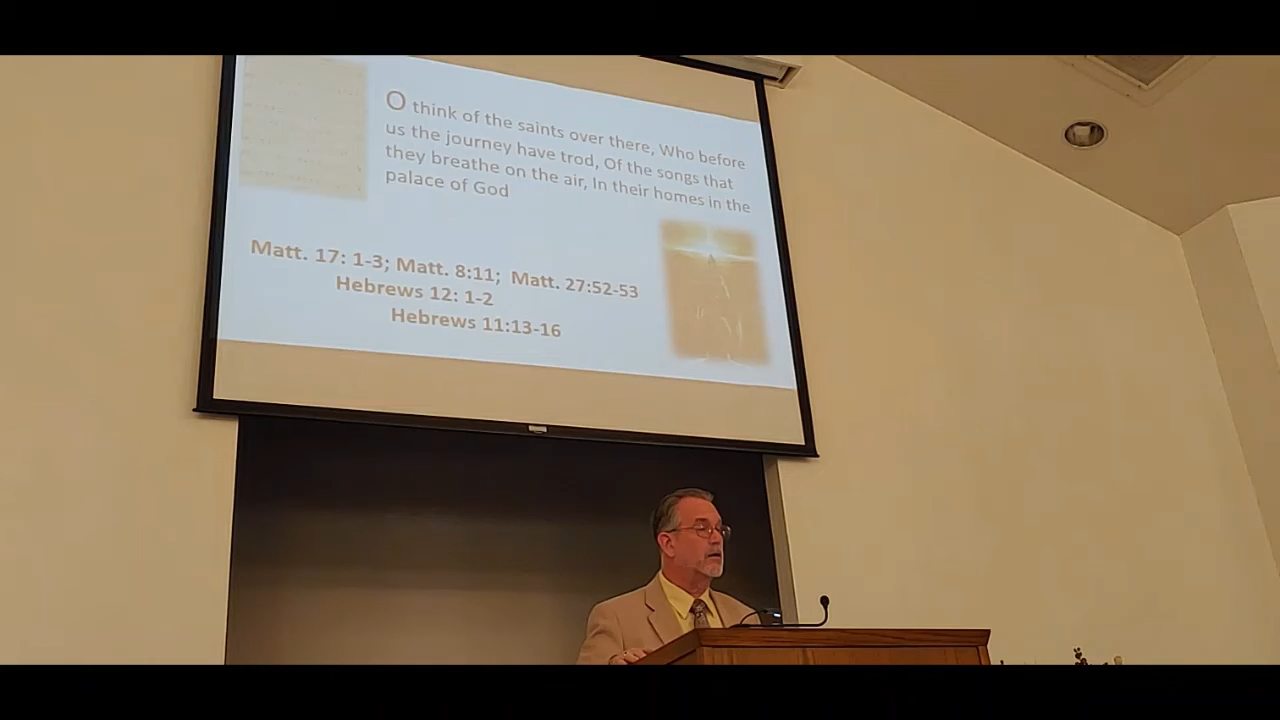 O think of the saints over there, Who before
us the journey have trod, Of the songs that
they breathe on the air, In their homes in the
palace of God
Matt. 17: 1-3; Matt. 8:11;  Matt. 27:52-53
Hebrews 12: 1-2
Hebrews 11:13-16